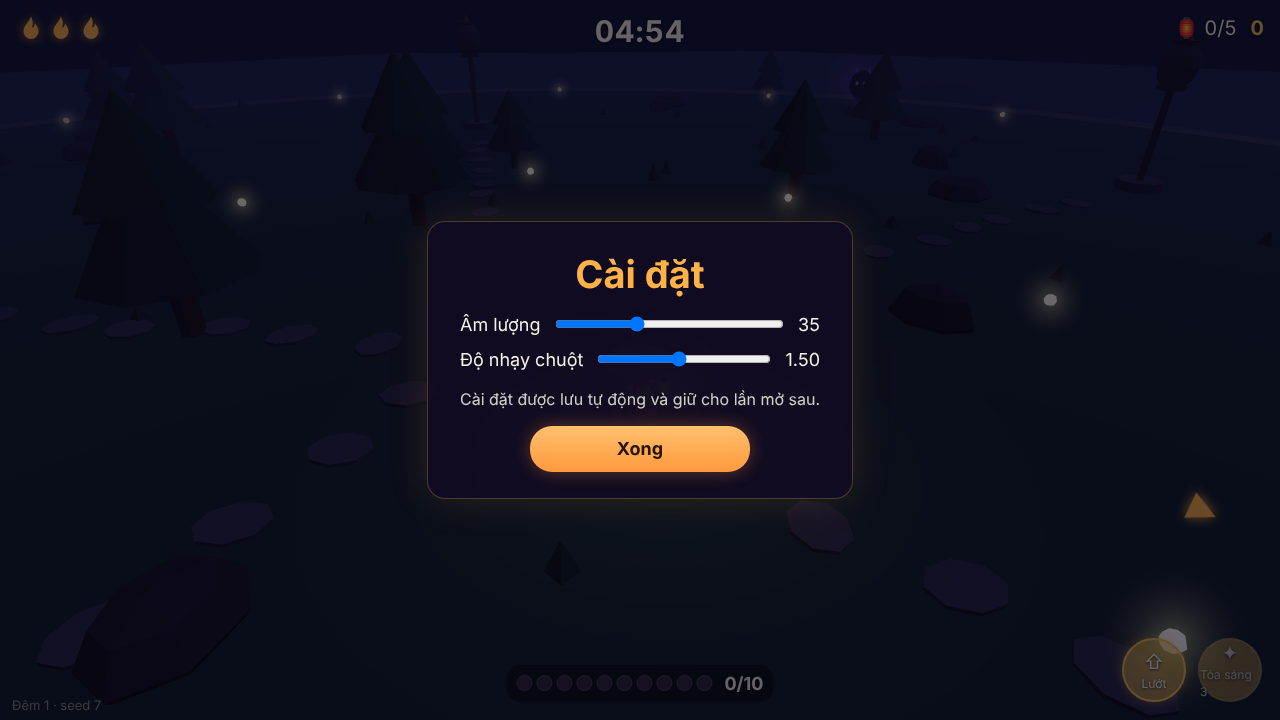 04:54
0/5 0
Cài đặt
Âm lượng 35
Độ nhạy chuột 1.50
Cài đặt được lưu tự động và giữ cho lần mở sau.
Xong
Lướt
Tỏa sáng
3
0/10
Đêm 1 · seed 7